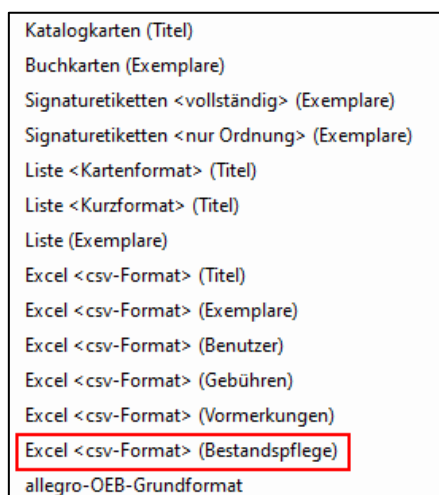 Katalogkarten (Titel)
Buchkarten (Exemplare)
Signaturetiketten <vollständig> (Exemplare)
Signaturetiketten <nur Ordnung> (Exemplare)
Liste <Kartenformat> (Titel)
Liste <Kurzformat> (Titel)
Liste (Exemplare)
Excel <csv-Format> (Titel)
Excel <csv-Format> (Exemplare)
Excel <csv-Format> (Benutzer)
Excel <csv-Format> (Gebühren)
Excel <csv-Format> (Vormerkungen)
Excel <csv-Format> (Bestandspflege)
allegro-OEB-Grundformat